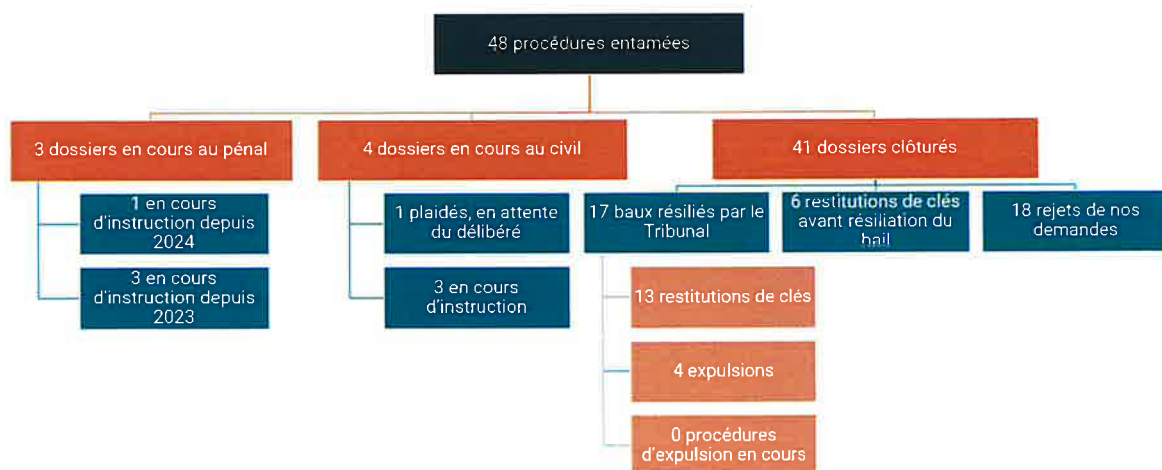 48 procédures entamées
3 dossiers en cours au pénal
4 dossiers en cours au civil
41 dossiers clôturés
1 en cours
d'instruction depuis
2024
3 en cours
d'instruction depuis
2023
1 plaidés, en attente
du délibéré
3 en cours
d'instruction
17 baux résiliés par le
Tribunal
6 restitutions de clés
avant résiliation du
bail
18 rejets de nos
demandes
13 restitutions de clés
4 expulsions
0 procédures
d'expulsion en cours